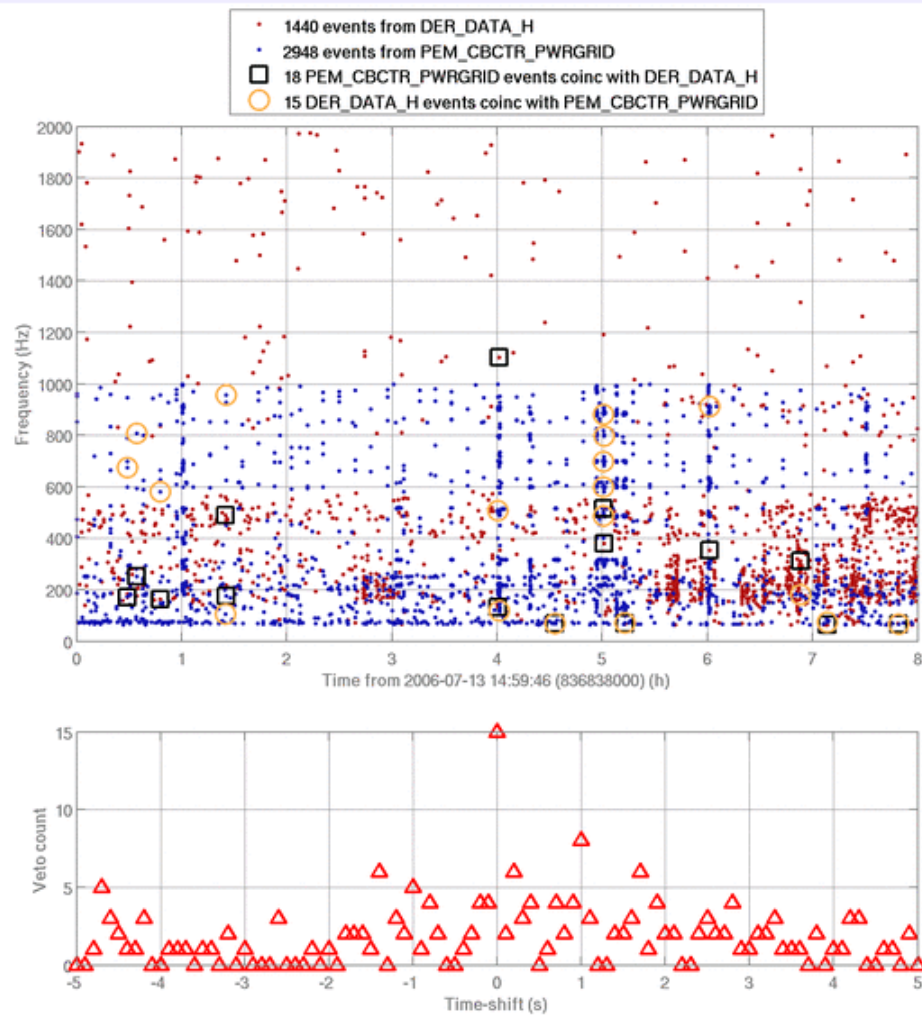 1440 events from DER_DATA_H
2948 events from PEM_CBCTR_PWRGRID
18 PEM_CBCTR_PWRGRID events coinc with DER_DATA_H
15 DER_DATA_H events coinc with PEM_CBCTR_PWRGRID
2000
1800
1600
1400
1200
1000
800
600
400
200
0
Frequency (Hz)
0 1 2 3 4 5 6 7 8
Time from 2006-07-13 14:59:46 (836838000) (h)
15
10
5
0
Veto count
-5 -4 -3 -2 -1 0 1 2 3 4 5
Time-shift (s)